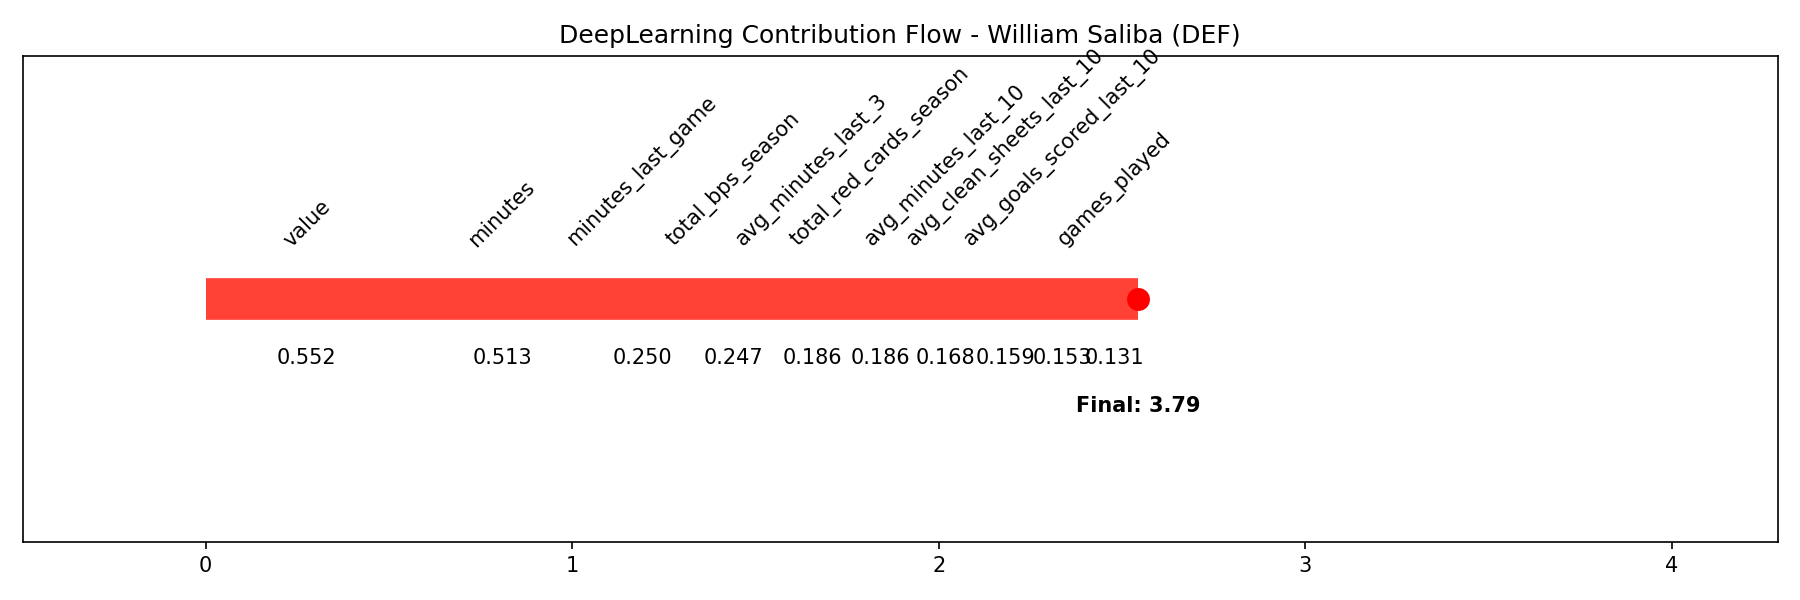 DeepLearning Contribution Flow - William Saliba (DEF)
value
minutes
minutes_last_game
total_bps_season
avg_minutes_last_3
total_red_cards_season
avg_minutes_last_10
avg_clean_sheets_last_10
avg_goals_scored_last_10
games_played
0.552 0.513 0.250 0.247 0.186 0.186 0.168 0.159 0.153 0.131
Final: 3.79
0 1 2 3 4